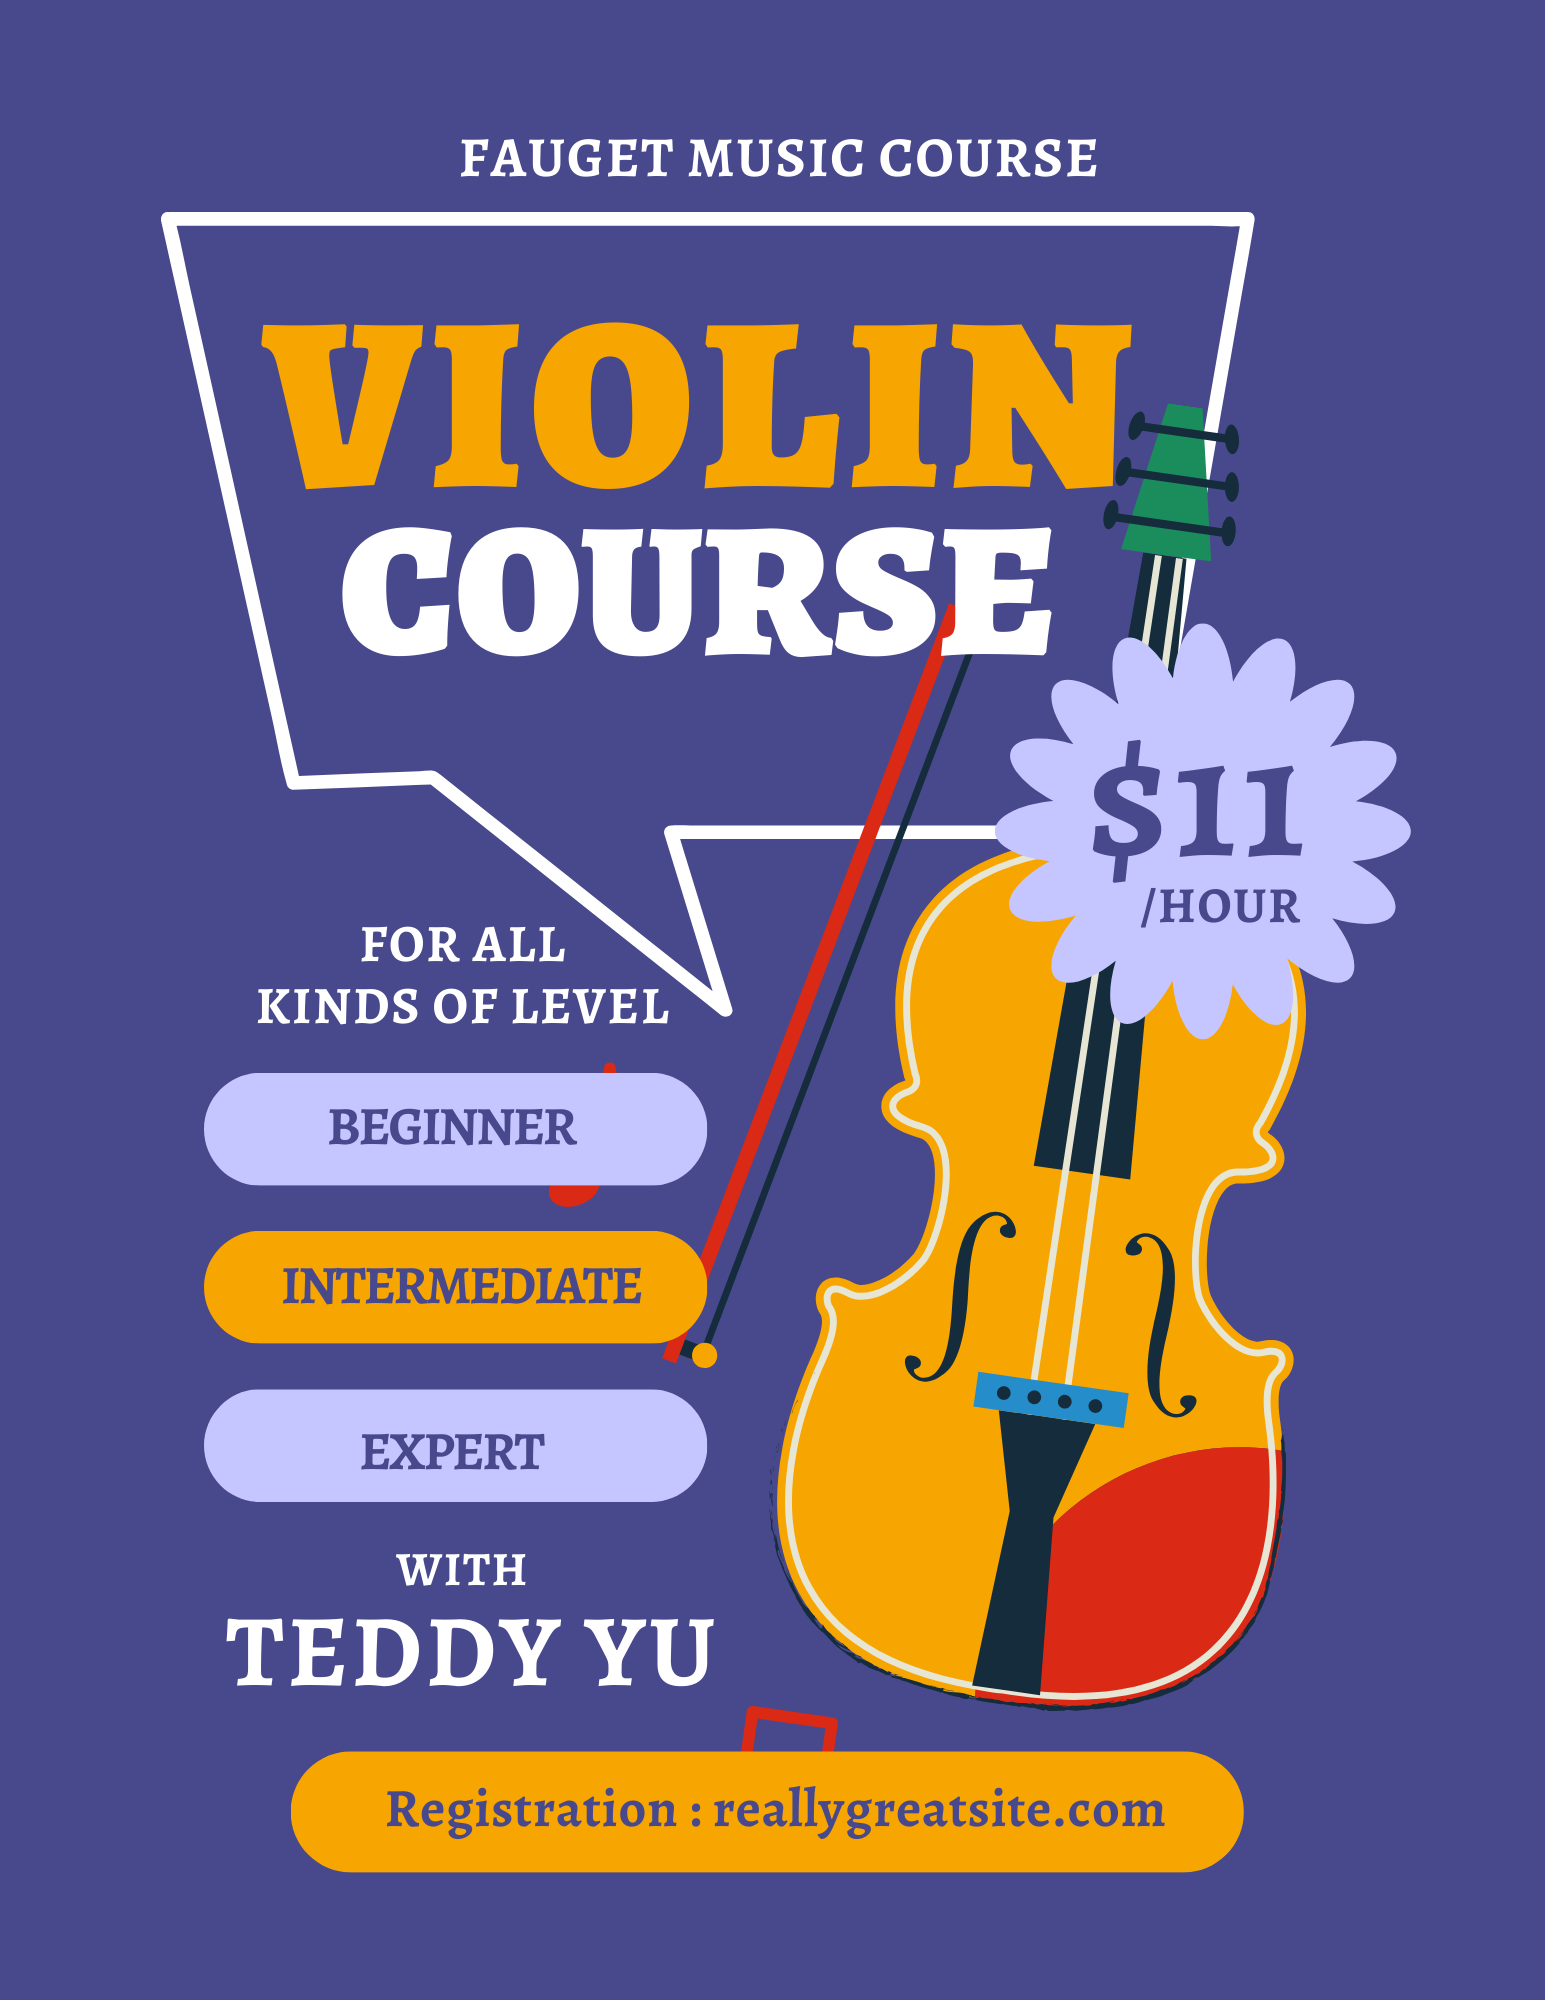 FAUGET MUSIC COURSE
VIOLIN
COURSE
$11
/HOUR
FOR ALL
KINDS OF LEVEL
BEGINNER
INTERMEDIATE
EXPERT
WITH
TEDDY YU
Registration : reallygreatsite.com